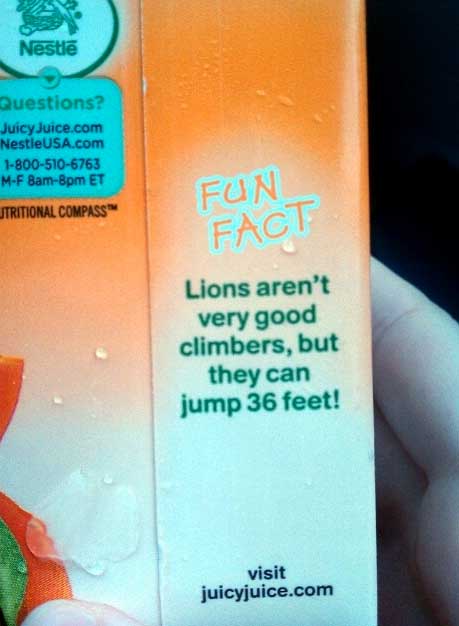 Nestlé
Questions?
JuicyJuice.com
NestleUSA.com
1-800-510-6763
M-F 8am-8pm ET
COMPASS™
FUN
FACT
Lions aren't
very good
climbers, but
they can
jump 36 feet!
visit
juicyjuice.com